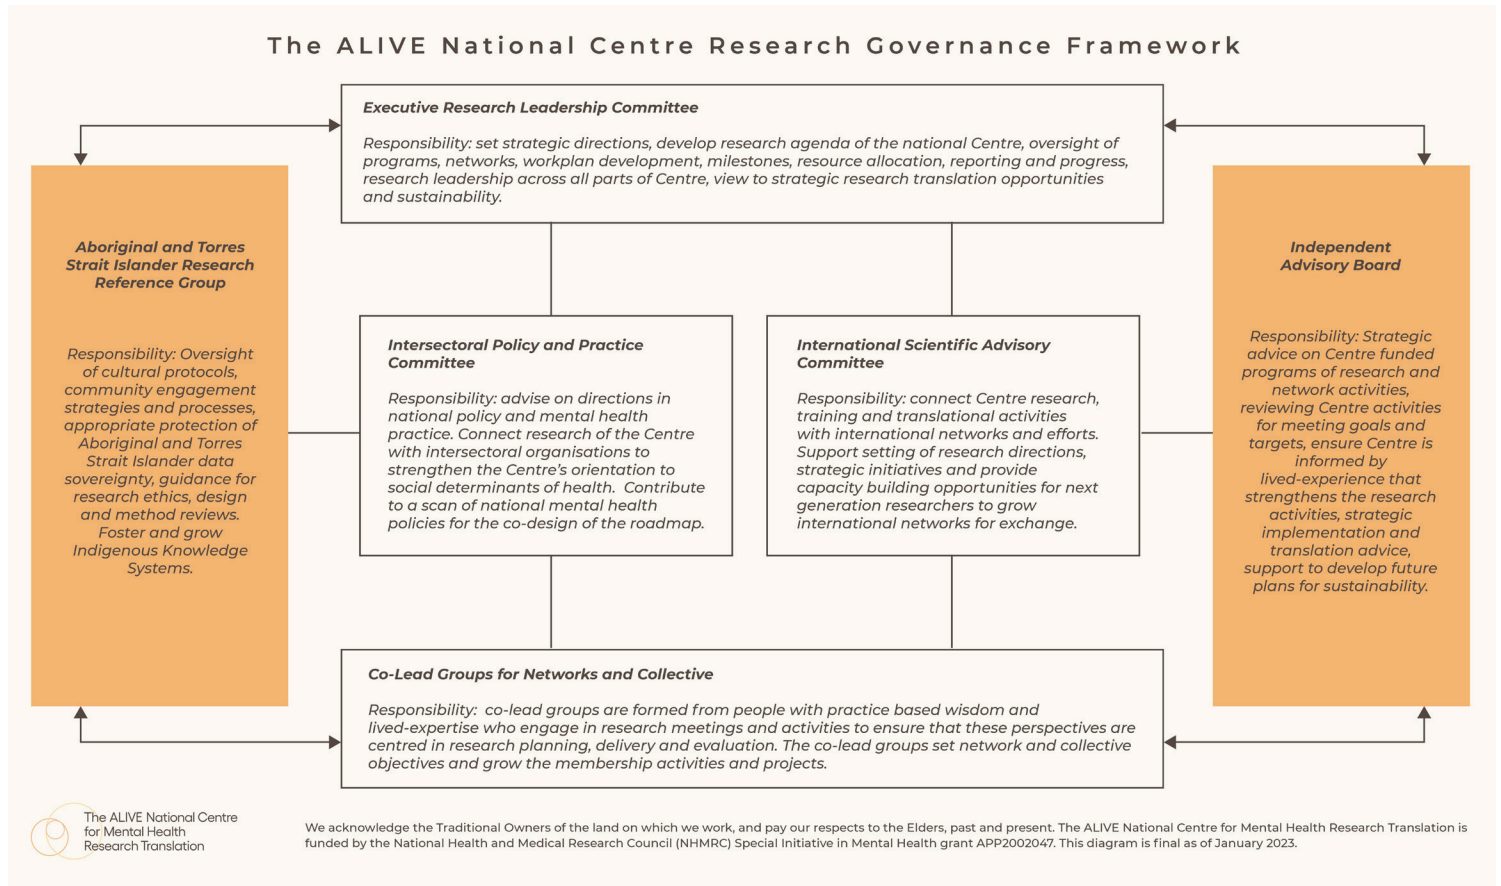 The ALIVE National Centre Research Governance Framework
Executive Research Leadership Committee
Responsibility: set strategic directions, develop research agenda of the national Centre, oversight of
programs, networks, workplan development, milestones, resource allocation, reporting and progress,
research leadership across all parts of Centre, view to strategic research translation opportunities
and sustainability.
Aboriginal and Torres
Strait Islander Research
Reference Group
Responsibility: Oversight
of cultural protocols,
community engagement
strategies and processes,
appropriate protection of
Aboriginal and Torres
Strait Islander data
sovereignty, guidance for
research ethics, design
and method reviews.
Foster and grow
Indigenous Knowledge
Systems.
Intersectoral Policy and Practice
Committee
Responsibility: advise on directions in
national policy and mental health
practice. Connect research of the Centre
with intersectoral organisations to
strengthen the Centre's orientation to
social determinants of health.  Contribute
to a scan of national mental health
policies for the co-design of the roadmap.
International Scientific Advisory
Committee
Responsibility: connect Centre research,
training and translational activities
with international networks and efforts.
Support setting of research directions,
strategic initiatives and provide
capacity building opportunities for next
generation researchers to grow
international networks for exchange.
Independent
Advisory Board
Responsibility: Strategic
advice on Centre funded
programs of research and
network activities,
reviewing Centre activities
for meeting goals and
targets, ensure Centre is
informed by
lived-experience that
strengthens the research
activities, strategic
implementation and
translation advice,
support to develop future
plans for sustainability.
Co-Lead Groups for Networks and Collective
Responsibility:  co-lead groups are formed from people with practice based wisdom and
lived-expertise who engage in research meetings and activities to ensure that these perspectives are
centred in research planning, delivery and evaluation. The co-lead groups set network and collective
objectives and grow the membership activities and projects.
The ALIVE National Centre
for Mental Health
Research Translation
We acknowledge the Traditional Owners of the land on which we work, and pay our respects to the Elders, past and present. The ALIVE National Centre for Mental Health Research Translation is
funded by the National Health and Medical Research Council (NHMRC) Special Initiative in Mental Health grant APP2002047. This diagram is final as of January 2023.